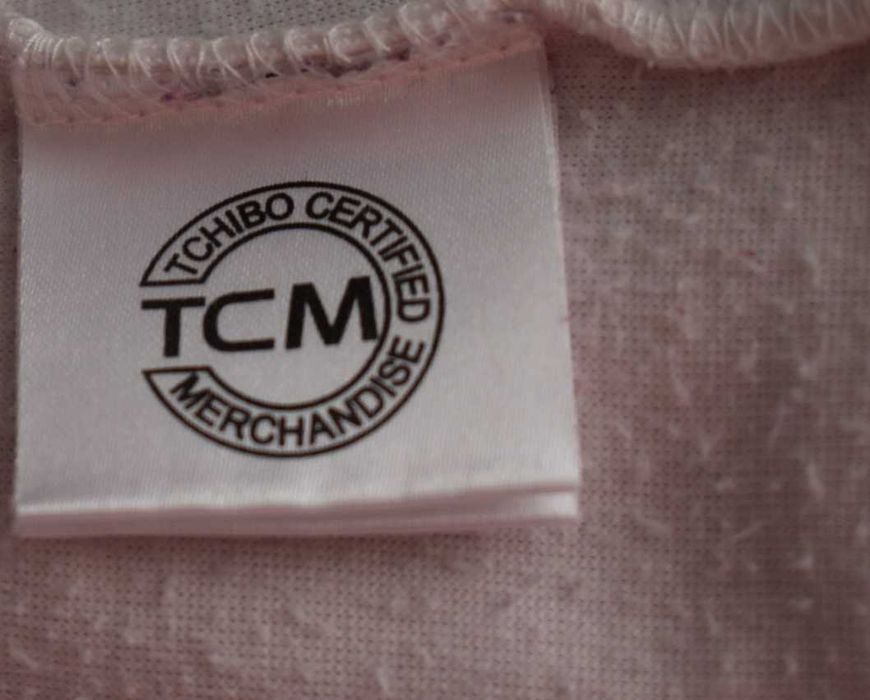 TCHIBO CERTIFIED
TCM
MERCHANDISE